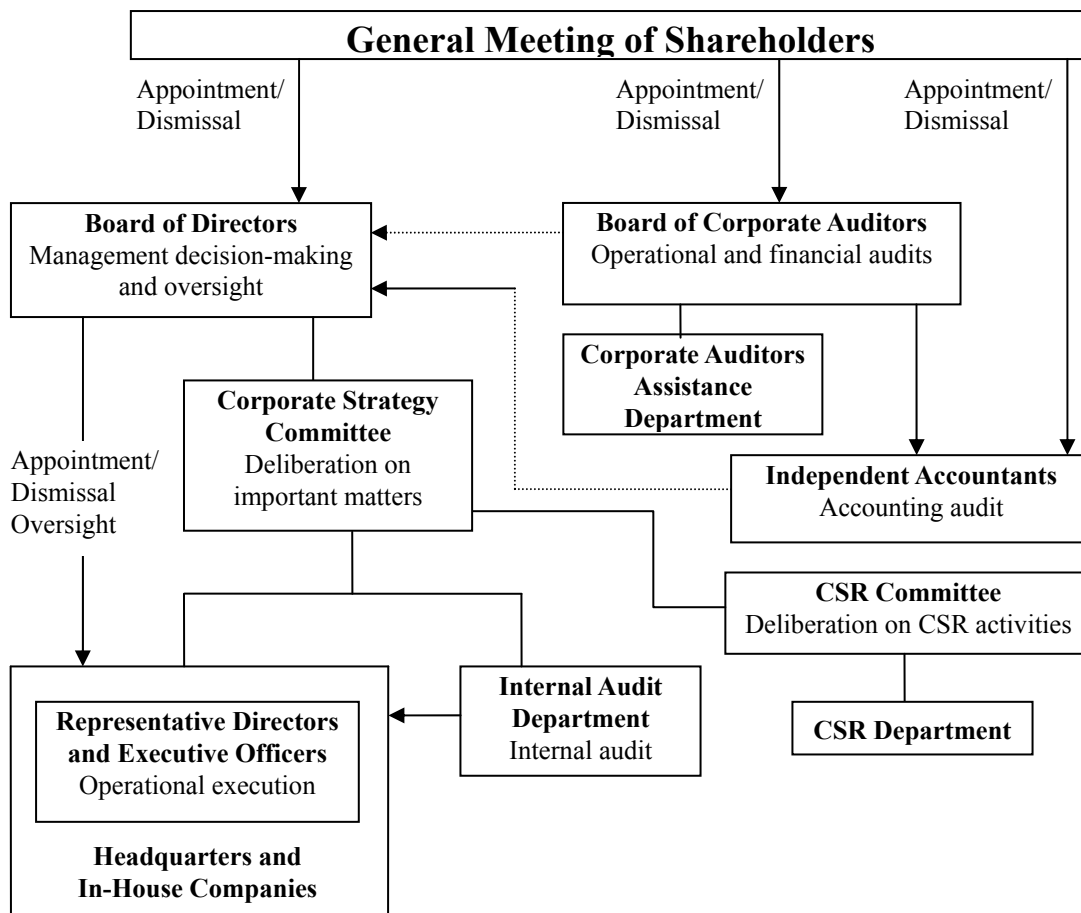 General Meeting of Shareholders
Appointment/
Dismissal
Appointment/
Dismissal
Appointment/
Dismissal
Board of Directors
Management decision-making
and oversight
Board of Corporate Auditors
Operational and financial audits
Corporate Auditors
Assistance
Department
Corporate Strategy
Committee
Deliberation on
important matters
Appointment/
Dismissal
Oversight
Independent Accountants
Accounting audit
CSR Committee
Deliberation on CSR activities
CSR Department
Internal Audit
Department
Internal audit
Representative Directors
and Executive Officers
Operational execution
Headquarters and
In-House Companies